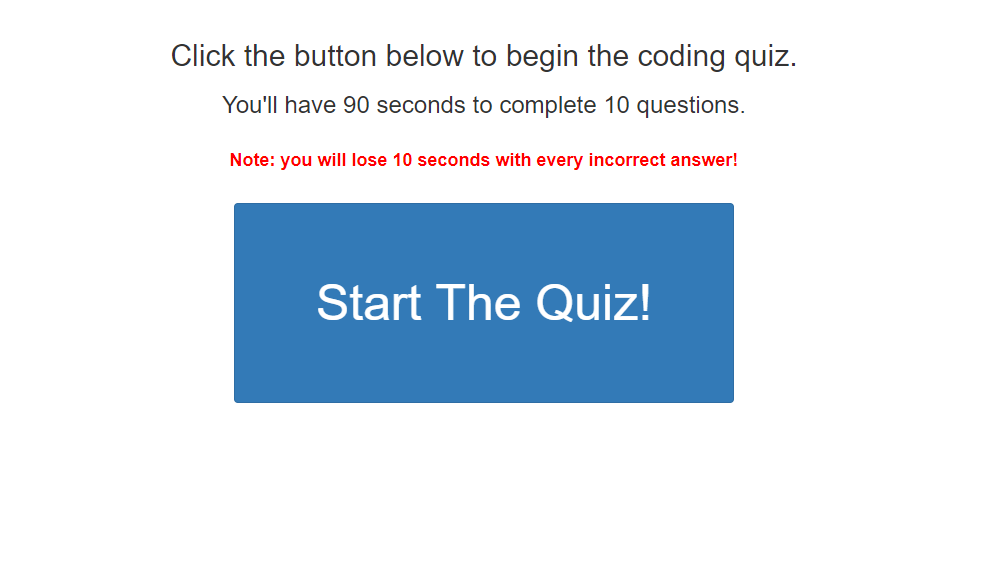 Click the button below to begin the coding quiz.
You'll have 90 seconds to complete 10 questions.
Note: you will lose 10 seconds with every incorrect answer!
Start The Quiz!